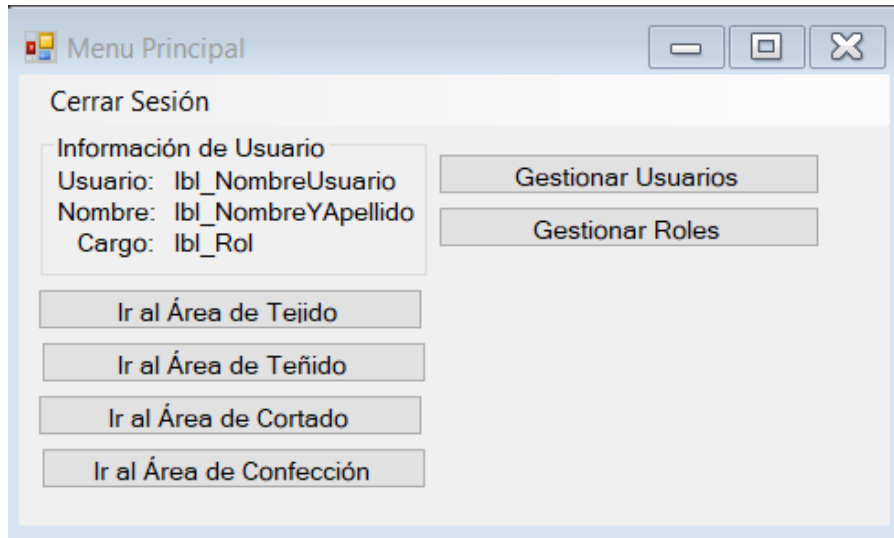 Menu Principal
Cerrar Sesión
Información de Usuario
Usuario: lbl_NombreUsuario
Nombre: lbl_NombreYApellido
Cargo: lbl_Rol
Gestionar Usuarios
Gestionar Roles
Ir al Área de Tejido
Ir al Área de Teñido
Ir al Área de Cortado
Ir al Área de Confección